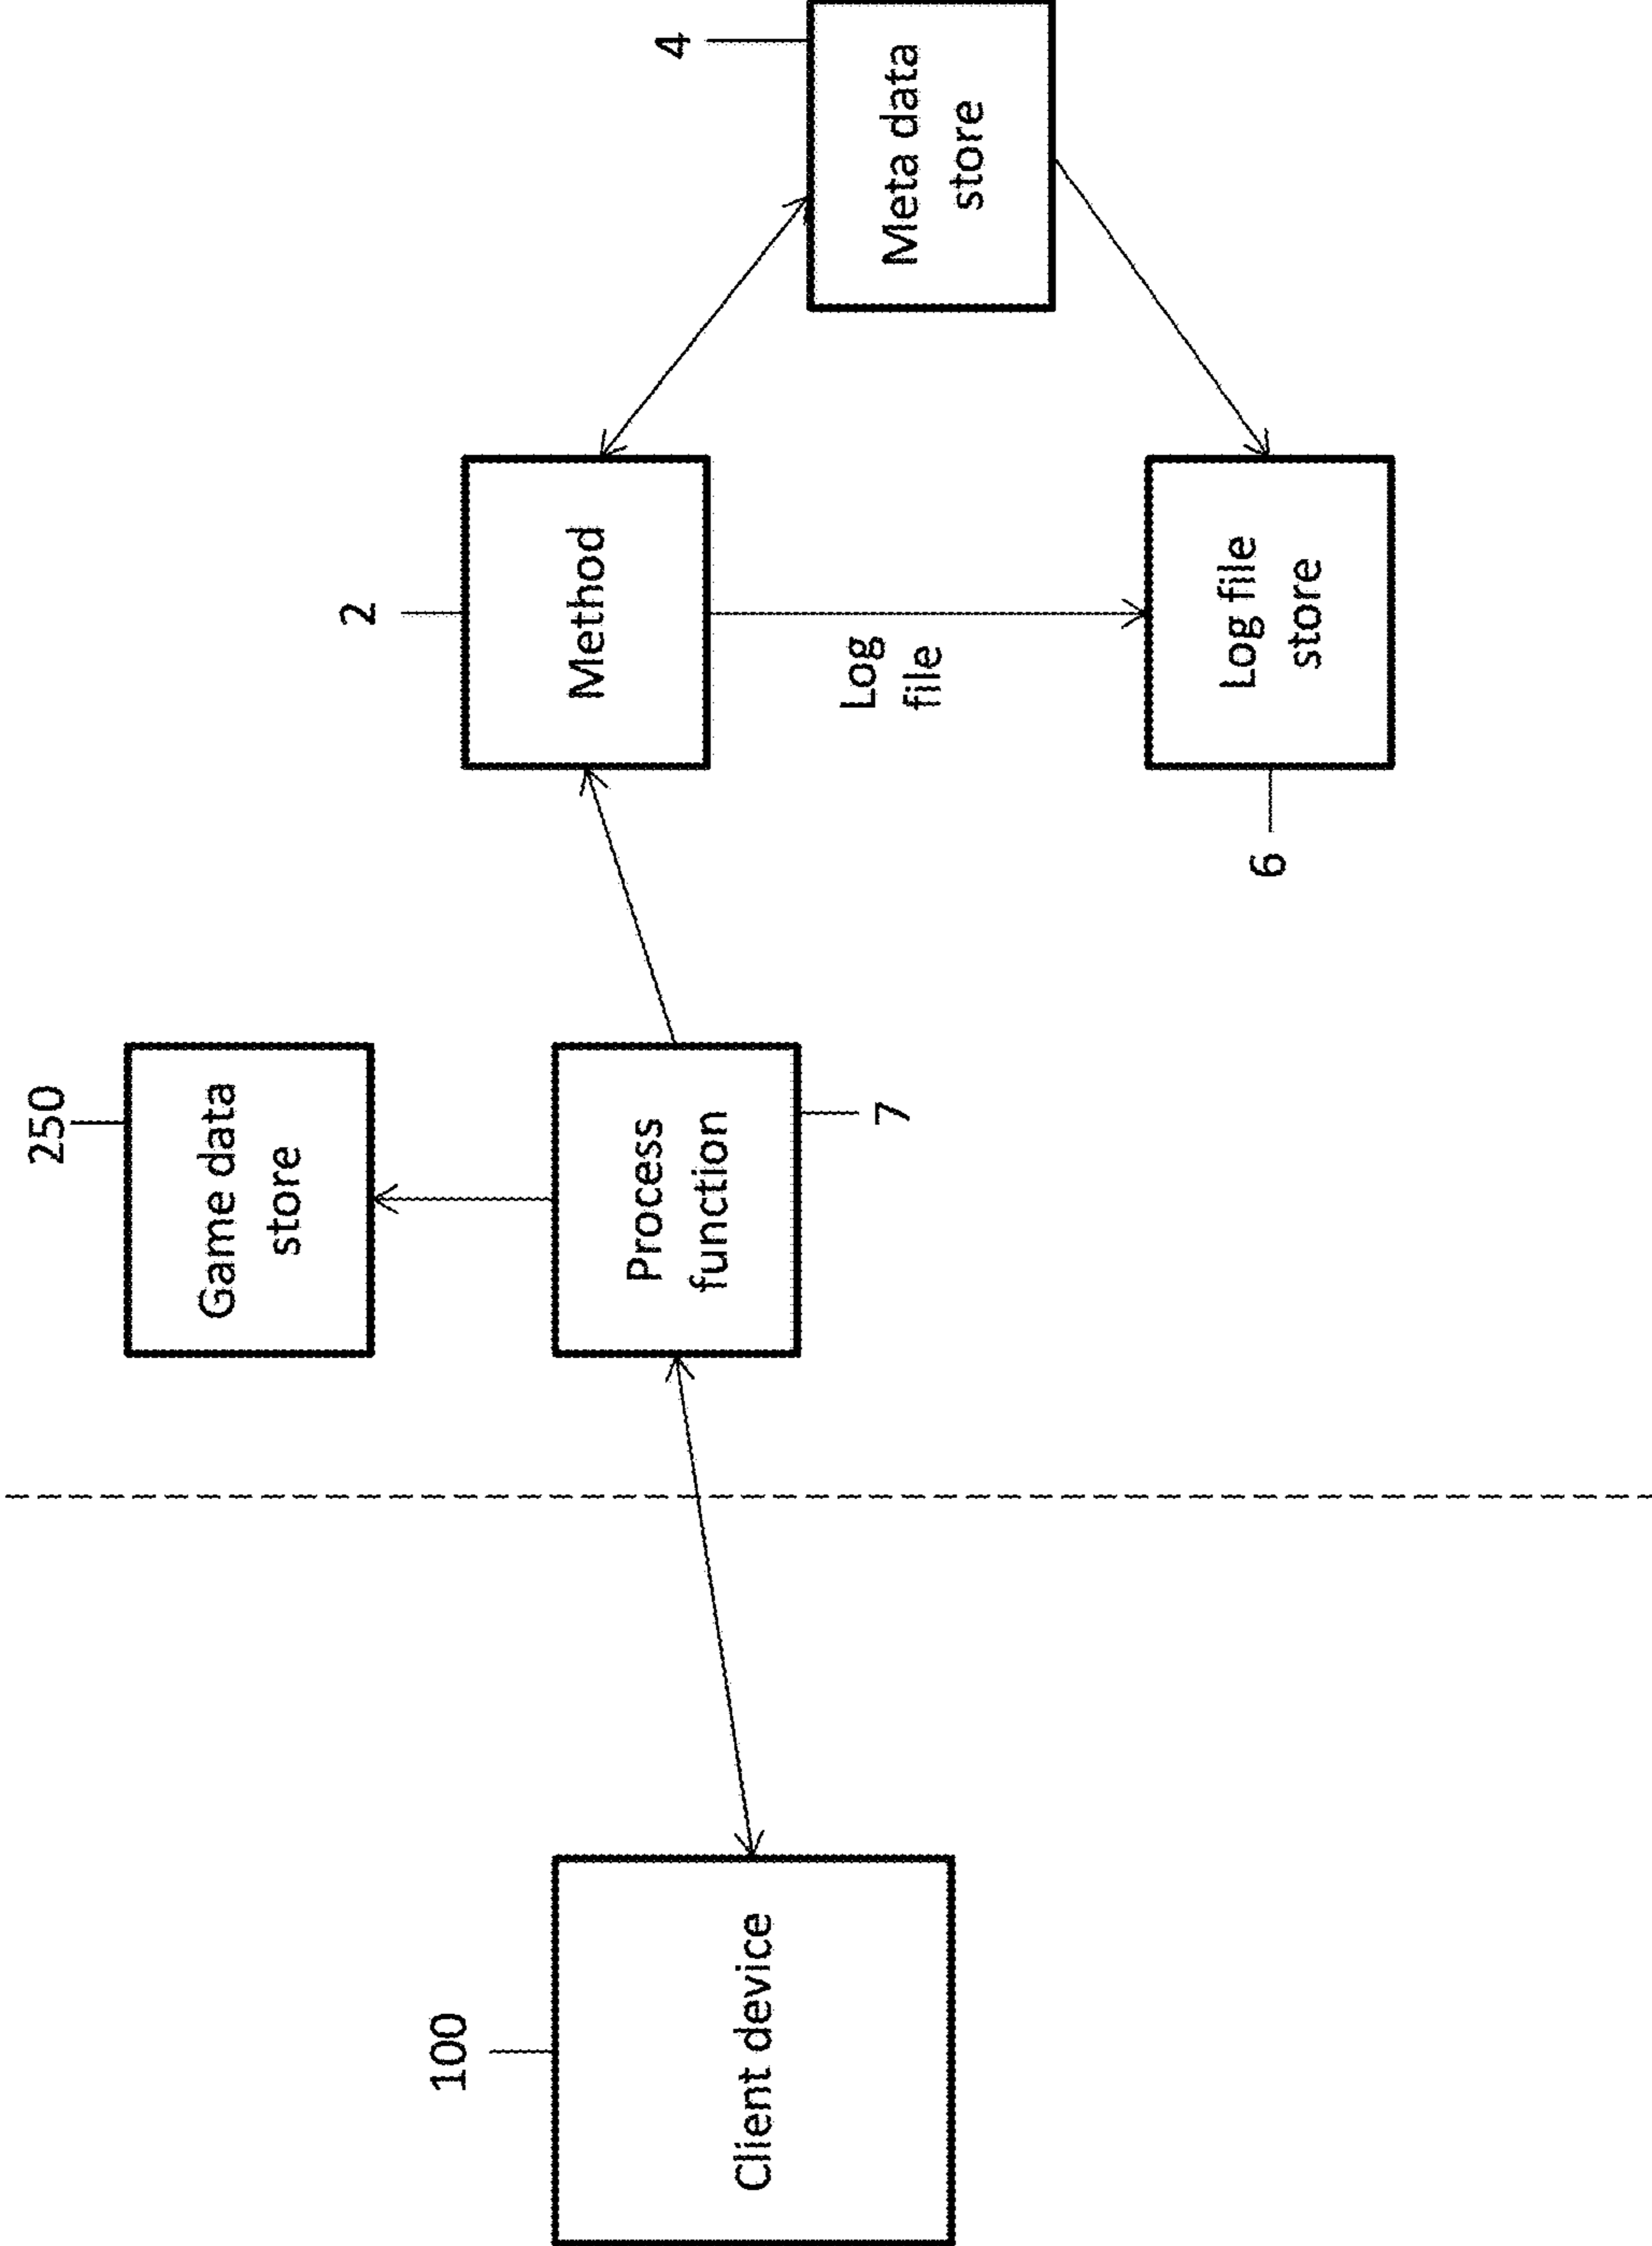 100
Client device
250
Game data
store
Process
function
7
2
Method
Log
file
Log file
store
6
4
Meta data
store